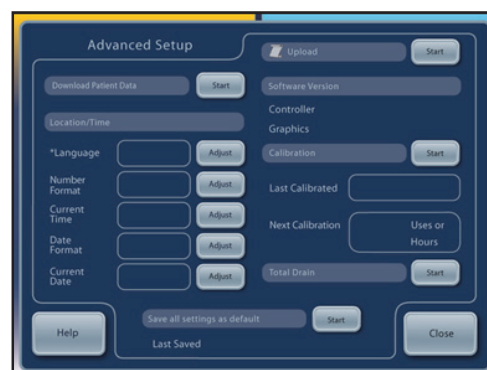 Advanced Setup
Download Patient Data Start
Location/Time
*Language Adjust
Number
Format Adjust
Current
Time Adjust
Date
Format Adjust
Current
Date Adjust
Upload Start
Software Version
Controller
Graphics
Calibration Start
Last Calibrated
Next Calibration Uses or
Hours
Total Drain Start
Save all settings as default Start
Last Saved
Help
Close